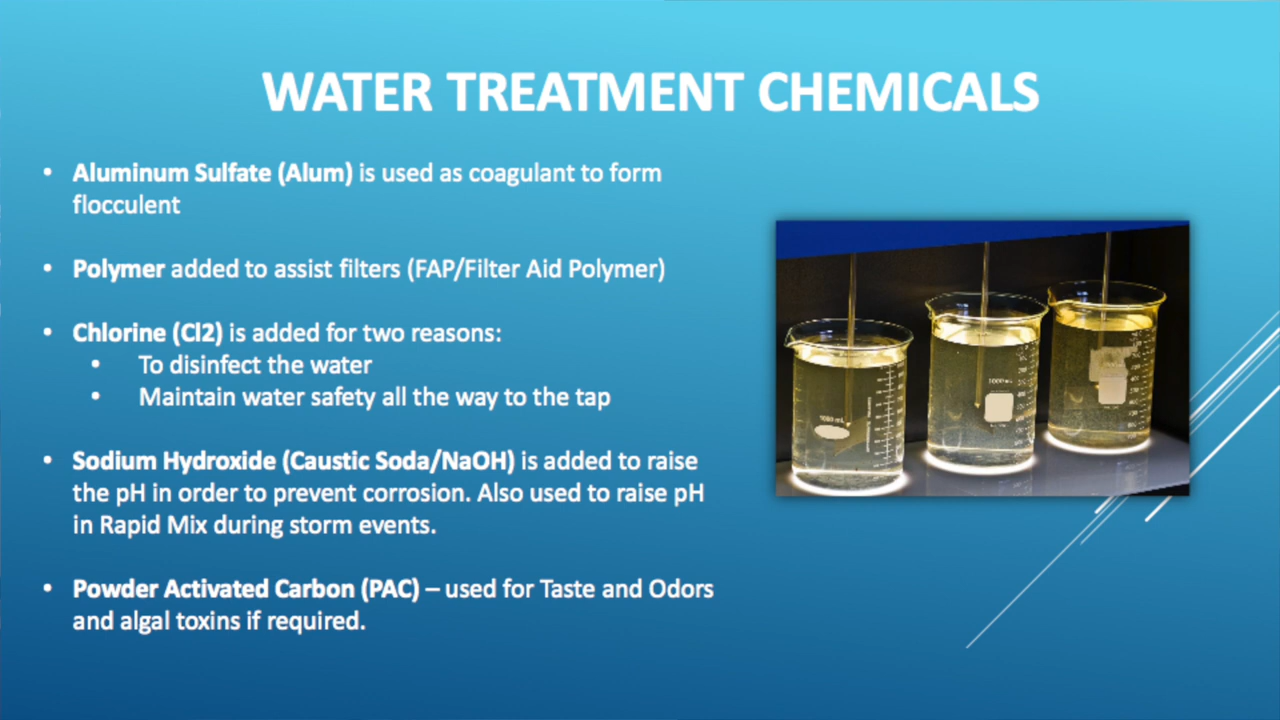 WATER TREATMENT CHEMICALS
• Aluminum Sulfate (Alum) is used as coagulant to form
flocculent
• Polymer added to assist filters (FAP/Filter Aid Polymer)
• Chlorine (Cl2) is added for two reasons:
• To disinfect the water
• Maintain water safety all the way to the tap
• Sodium Hydroxide (Caustic Soda/NaOH) is added to raise
the pH in order to prevent corrosion. Also used to raise pH
in Rapid Mix during storm events.
• Powder Activated Carbon (PAC) – used for Taste and Odors
and algal toxins if required.
1000 mL
1000 mL